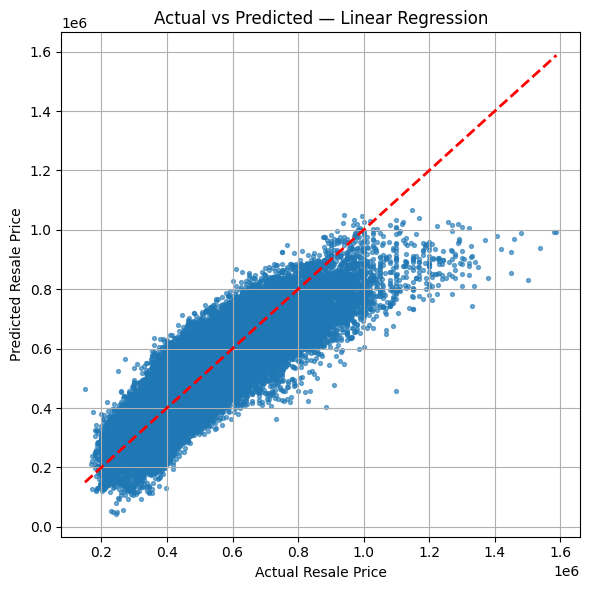 Actual vs Predicted — Linear Regression
1e6
1.6
1.4
1.2
1.0
0.8
0.6
0.4
0.2
0.0
Predicted Resale Price
0.2 0.4 0.6 0.8 1.0 1.2 1.4 1.6
1e6
Actual Resale Price